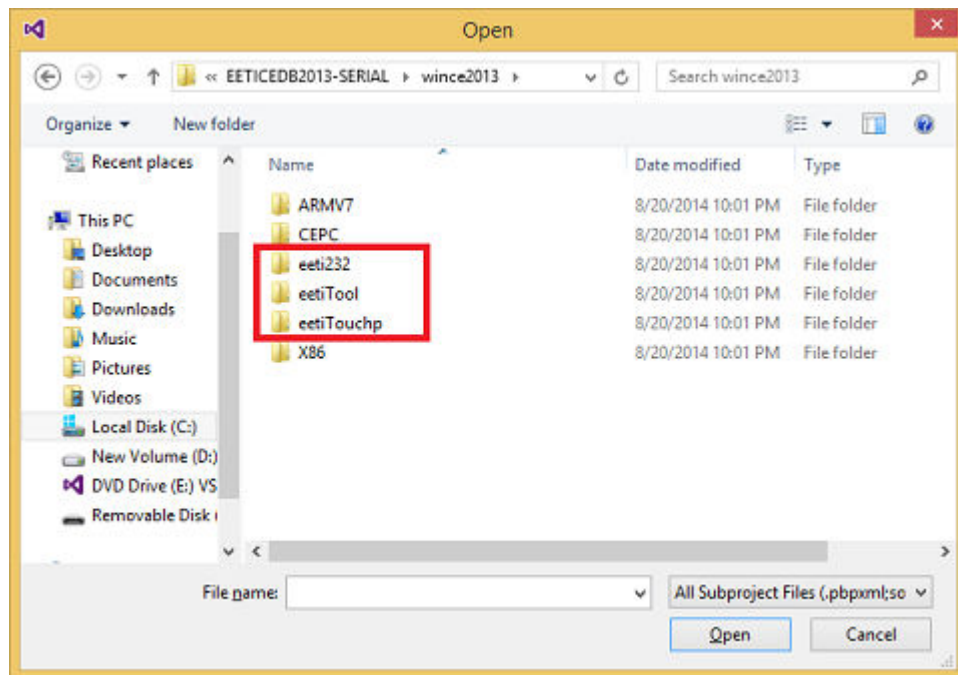 Open
« EETICEDB2013-SERIAL ▸ wince2013 ▸ Search wince2013
Organize New folder
Name Date modified Type
Recent places
This PC
Desktop
Documents
Downloads
Music
Pictures
Videos
Local Disk (C:)
New Volume (D:)
DVD Drive (E:) VS
Removable Disk
ARMV7 8/20/2014 10:01 PM File folder
CEPC 8/20/2014 10:01 PM File folder
eeti232 8/20/2014 10:01 PM File folder
eetiTool 8/20/2014 10:01 PM File folder
eetiTouchp 8/20/2014 10:01 PM File folder
X86 8/20/2014 10:01 PM File folder
File name: All Subproject Files (.pbpxml;so
Open Cancel